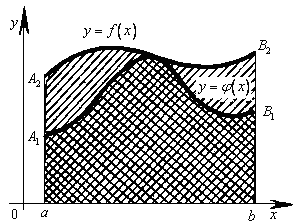 y
y = f(x)
B₂
A₂
y = φ(x)
B₁
A₁
0
a
b
x